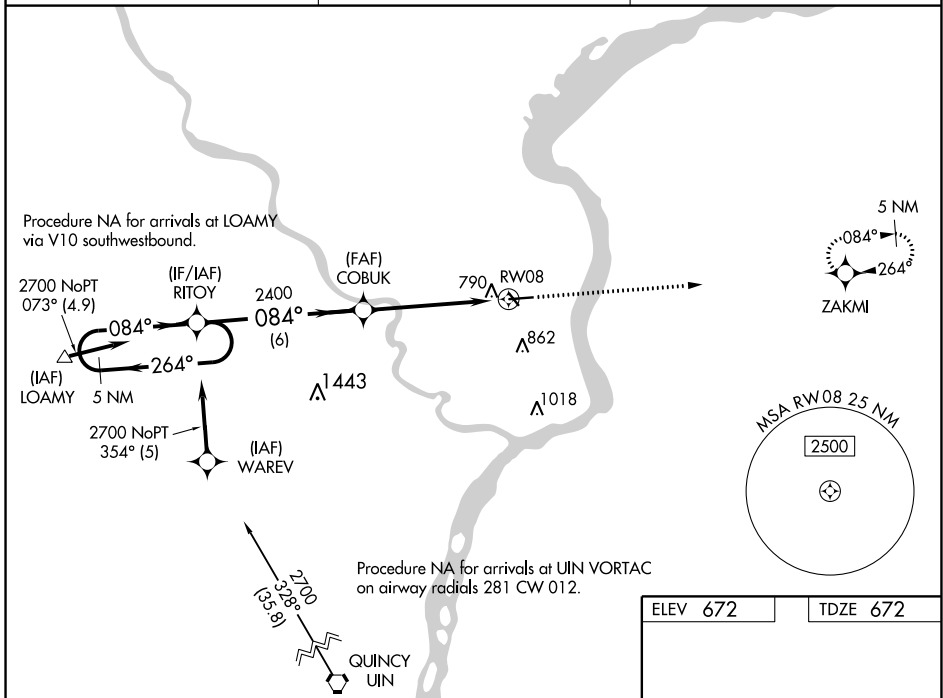 5 NM
084°
264°
ZAKMI
Procedure NA for arrivals at LOAMY
via V10 southwestbound.
2700 NoPT
073° (4.9)
(IF/IAF)
RITOY
2400
084°
(6)
(FAF)
COBUK
790
RW08
084°
264°
(IAF)
LOAMY
5 NM
862
1443
1018
2700 NoPT
354° (5)
(IAF)
WAREV
MSA RW08 25 NM
2500
Procedure NA for arrivals at UIN VORTAC
on airway radials 281 CW 012.
2700
328°
(35.8)
QUINCY
UIN
ELEV 672
TDZE 672